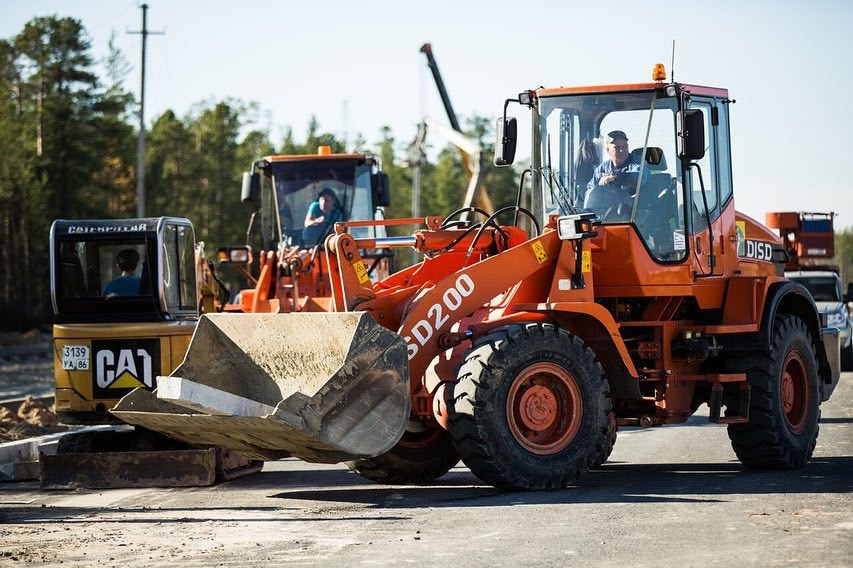 CATERPILLAR
3139
УА 86
CAT
SD200
DISD